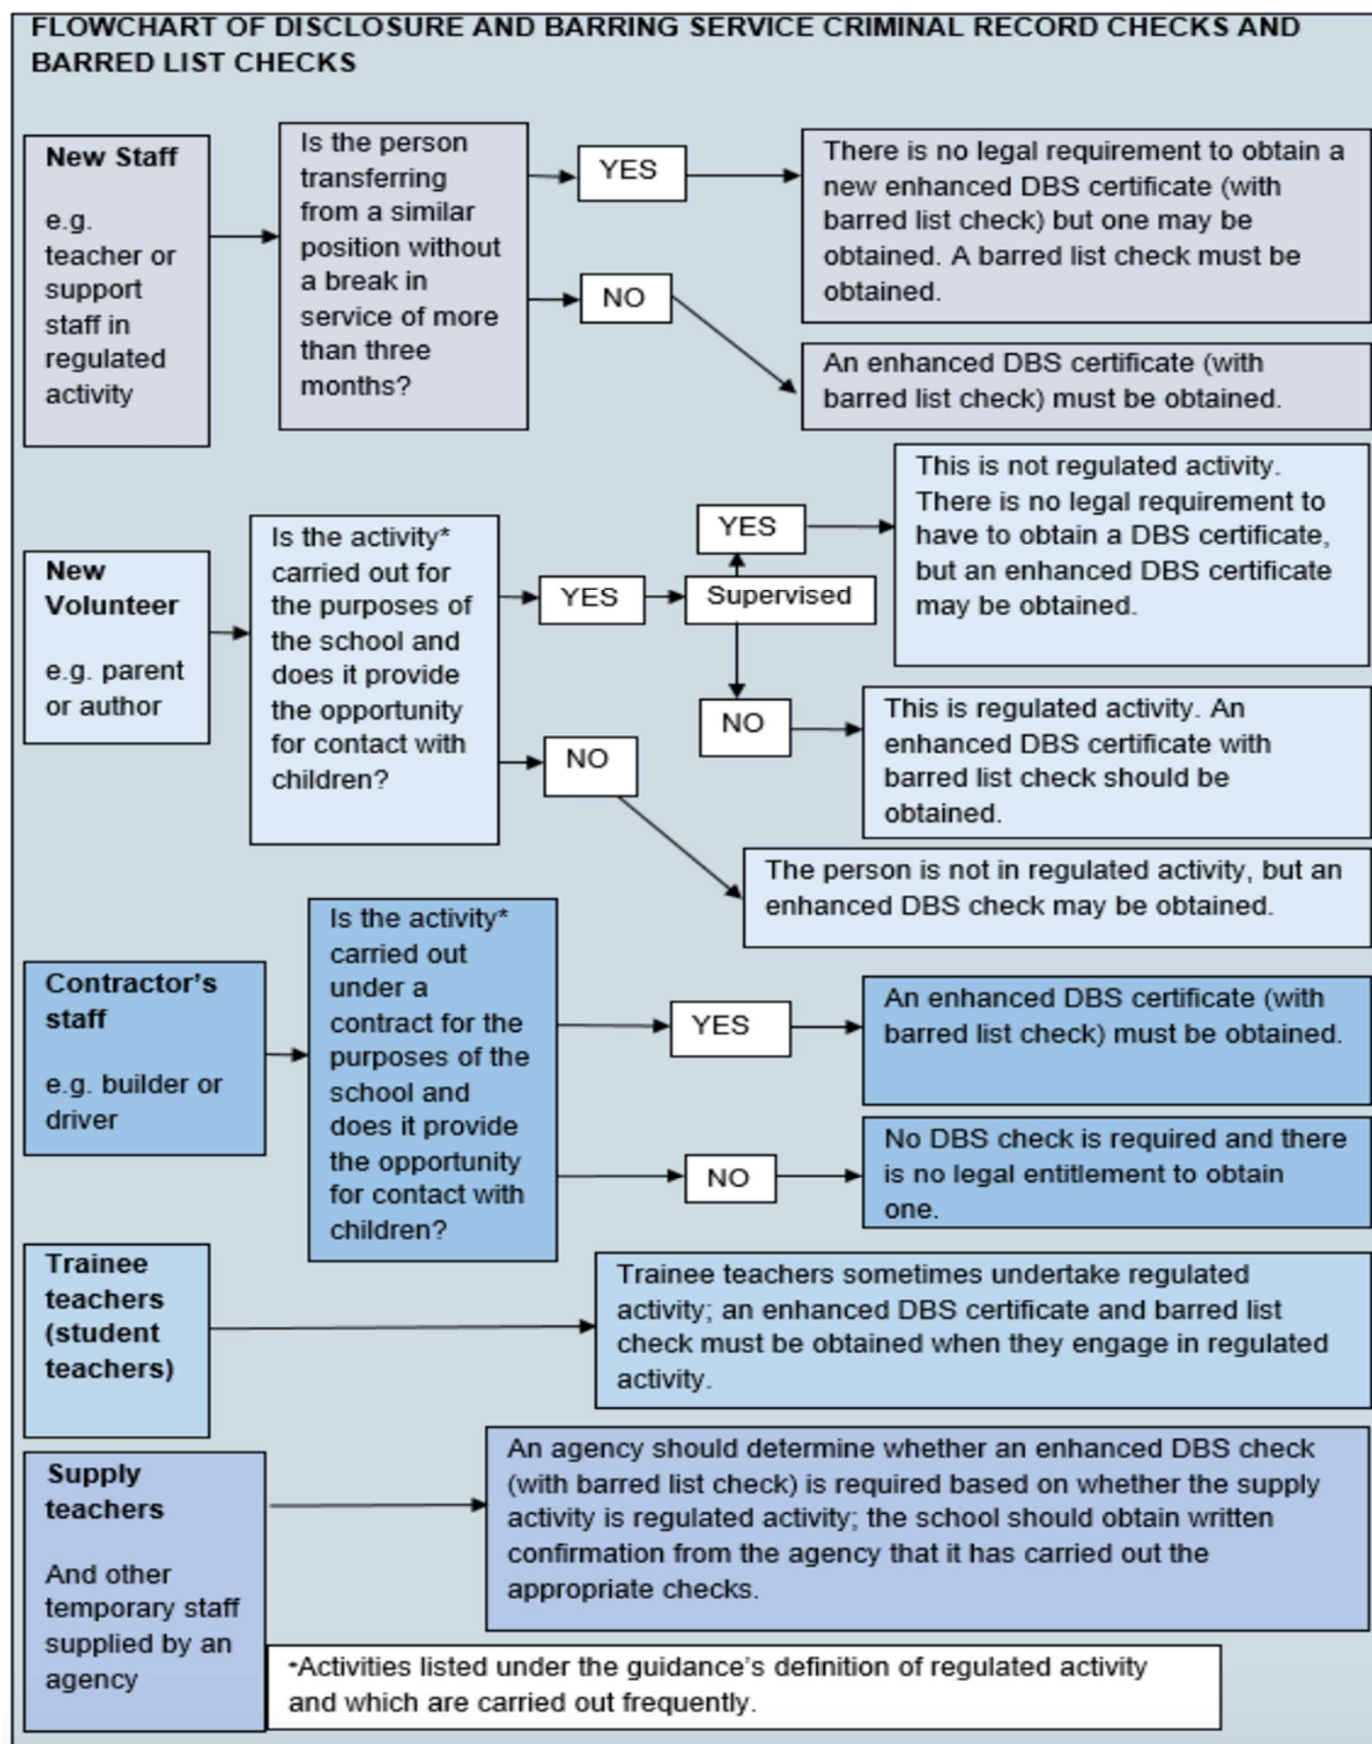 FLOWCHART OF DISCLOSURE AND BARRING SERVICE CRIMINAL RECORD CHECKS AND
BARRED LIST CHECKS
New Staff
e.g.
teacher or
support
staff in
regulated
activity
Is the person
transferring
from a similar
position without
a break in
service of more
than three
months?
YES
There is no legal requirement to obtain a
new enhanced DBS certificate (with
barred list check) but one may be
obtained. A barred list check must be
obtained.
NO
An enhanced DBS certificate (with
barred list check) must be obtained.
New
Volunteer
e.g. parent
or author
Is the activity*
carried out for
the purposes of
the school and
does it provide
the opportunity
for contact with
children?
YES
Supervised
YES
This is not regulated activity.
There is no legal requirement to
have to obtain a DBS certificate,
but an enhanced DBS certificate
may be obtained.
NO
This is regulated activity. An
enhanced DBS certificate with
barred list check should be
obtained.
NO
The person is not in regulated activity, but an
enhanced DBS check may be obtained.
Contractor's
staff
e.g. builder or
driver
Is the activity*
carried out
under a
contract for the
purposes of the
school and
does it provide
the opportunity
for contact with
children?
YES
An enhanced DBS certificate (with
barred list check) must be obtained.
NO
No DBS check is required and there
is no legal entitlement to obtain
one.
Trainee
teachers
(student
teachers)
Trainee teachers sometimes undertake regulated
activity; an enhanced DBS certificate and barred list
check must be obtained when they engage in regulated
activity.
Supply
teachers
And other
temporary staff
supplied by an
agency
An agency should determine whether an enhanced DBS check
(with barred list check) is required based on whether the supply
activity is regulated activity; the school should obtain written
confirmation from the agency that it has carried out the
appropriate checks.
*Activities listed under the guidance's definition of regulated activity
and which are carried out frequently.